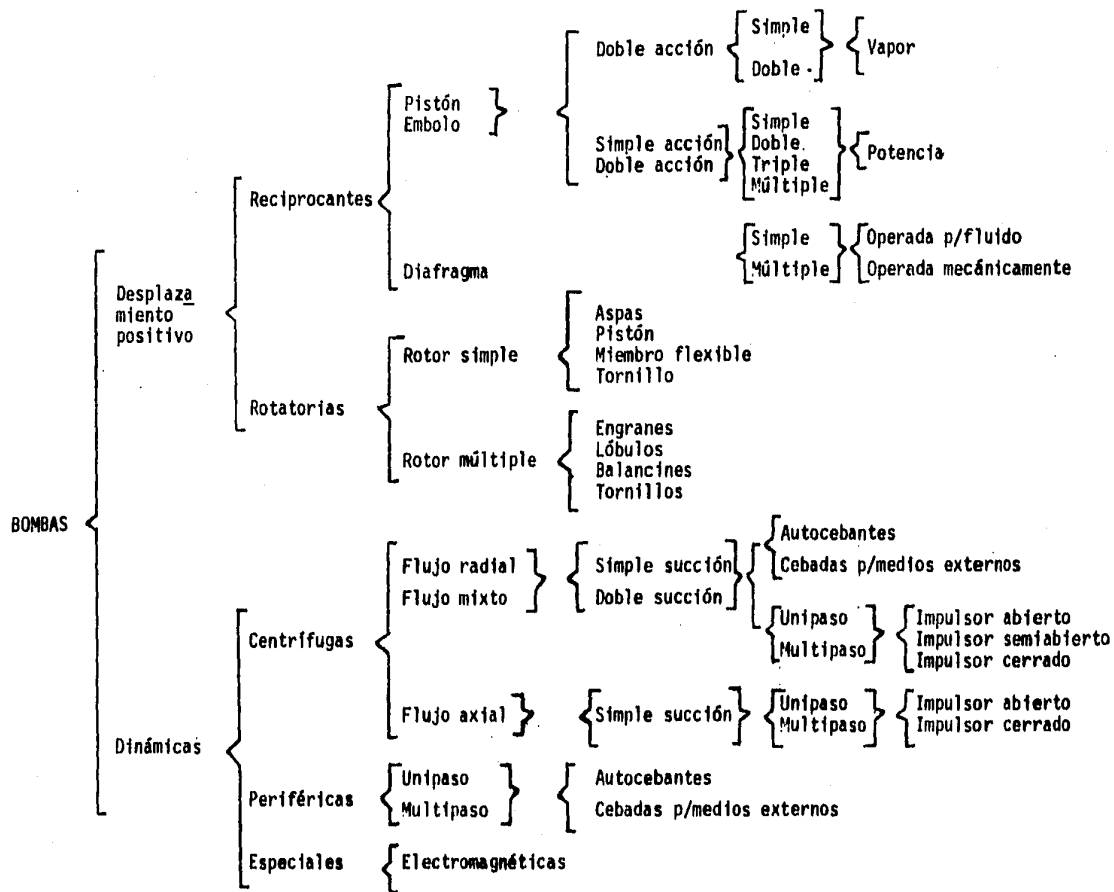 Doble acción
Simple
Doble.
Vapor
Pistón
Embolo
Simple acción
Doble acción
Simple
Doble.
Triple
Múltiple
Potencia
Reciprocantes
Diafragma
Simple
Múltiple
Operada p/fluido
Operada mecánicamente
Desplaza
miento
positivo
Rotor simple
Aspas
Pistón
Miembro flexible
Tornillo
Rotatorias
Rotor múltiple
Engranes
Lóbulos
Balancines
Tornillos
BOMBAS
Flujo radial
Flujo mixto
Simple succión
Doble succión
Autocebantes
Cebadas p/medios externos
Centrífugas
Unipaso
Multipaso
Impulsor abierto
Impulsor semiabierto
Impulsor cerrado
Flujo axial
Simple succión
Unipaso
Multipaso
Impulsor abierto
Impulsor cerrado
Dinámicas
Periféricas
Unipaso
Multipaso
Autocebantes
Cebadas p/medios externos
Especiales
Electromagnéticas